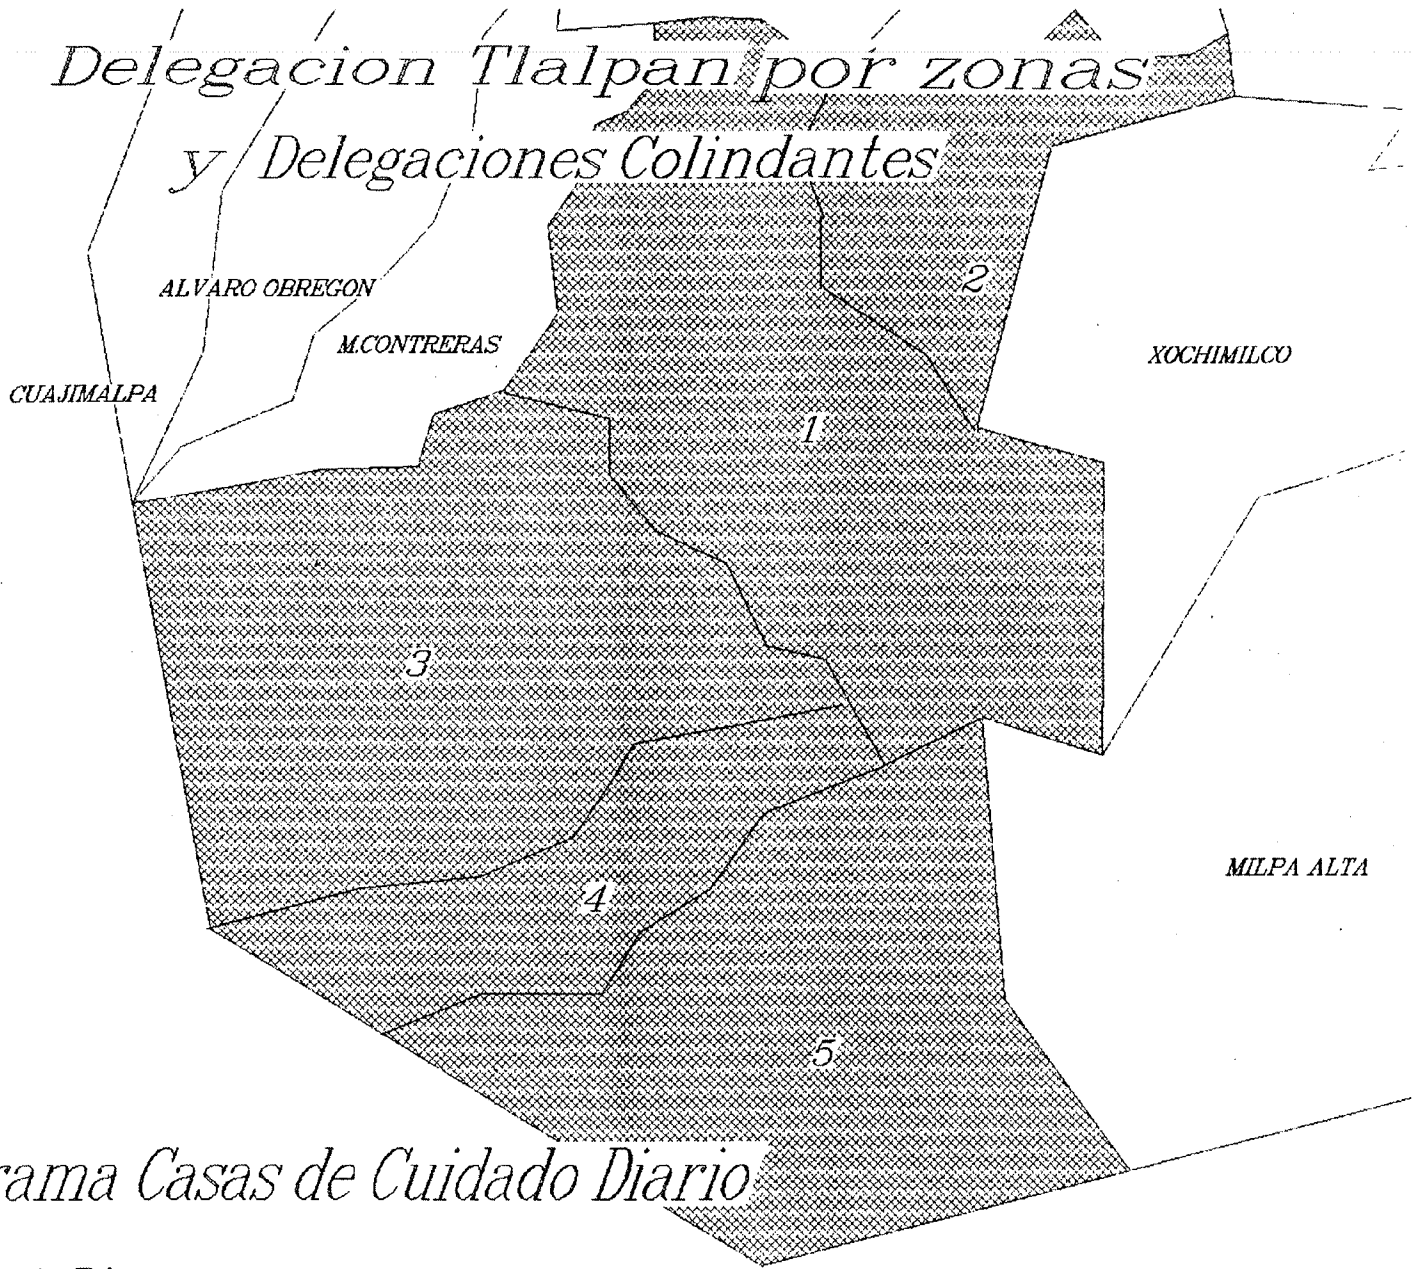 Delegacion Tlalpan por zonas
y Delegaciones Colindantes
2
ALVARO OBREGON
M.CONTRERAS
XOCHIMILCO
CUAJIMALPA
1
3
MILPA ALTA
4
5
rama Casas de Cuidado Diario